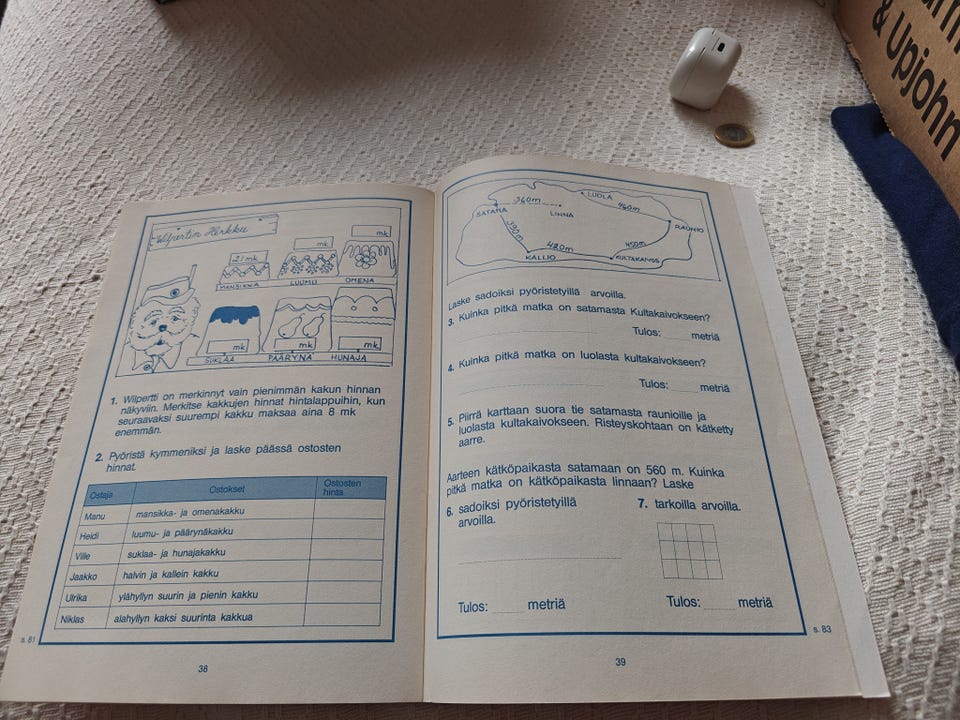 Wilpertin Herkku
21 mk
mk
mk
MANSIKKA
LUUMU
OMENA
mk
mk
mk
SUKLAA
PÄÄRYNÄ
HUNAJA
1. Wilpertti on merkinnyt vain pienimmän kakun hinnan
näkyviin. Merkitse kakkujen hinnat hintalappuihin, kun
seuraavaksi suurempi kakku maksaa aina 8 mk
enemmän.
2. Pyöristä kymmeniksi ja laske päässä ostosten
hinnat.
Ostaja Ostokset Ostosten
hinta
Manu mansikka- ja omenakakku
Heidi luumu- ja päärynäkakku
Ville suklaa- ja hunajakakku
Jaakko halvin ja kallein kakku
Ulrika ylähyllyn suurin ja pienin kakku
Niklas alahyllyn kaksi suurinta kakkua
s. 81
38
SATAMA
360m
LINNA
LUOLA
460m
RAUNIO
390m
KALLIO
420m
450m
KULTAKAIVOS
Laske sadoiksi pyöristetyillä arvoilla.
3. Kuinka pitkä matka on satamasta Kultakaivokseen?
Tulos: metriä
4. Kuinka pitkä matka on luolasta kultakaivokseen?
Tulos: metriä
5. Piirrä karttaan suora tie satamasta raunioille ja
luolasta kultakaivokseen. Risteyskohtaan on kätketty
aarre.
Aarteen kätköpaikasta satamaan on 560 m. Kuinka
pitkä matka on kätköpaikasta linnaan? Laske
6. sadoiksi pyöristetyillä
arvoilla.
7. tarkoilla arvoilla.
Tulos: metriä
Tulos: metriä
s. 83
39
& Upjohn